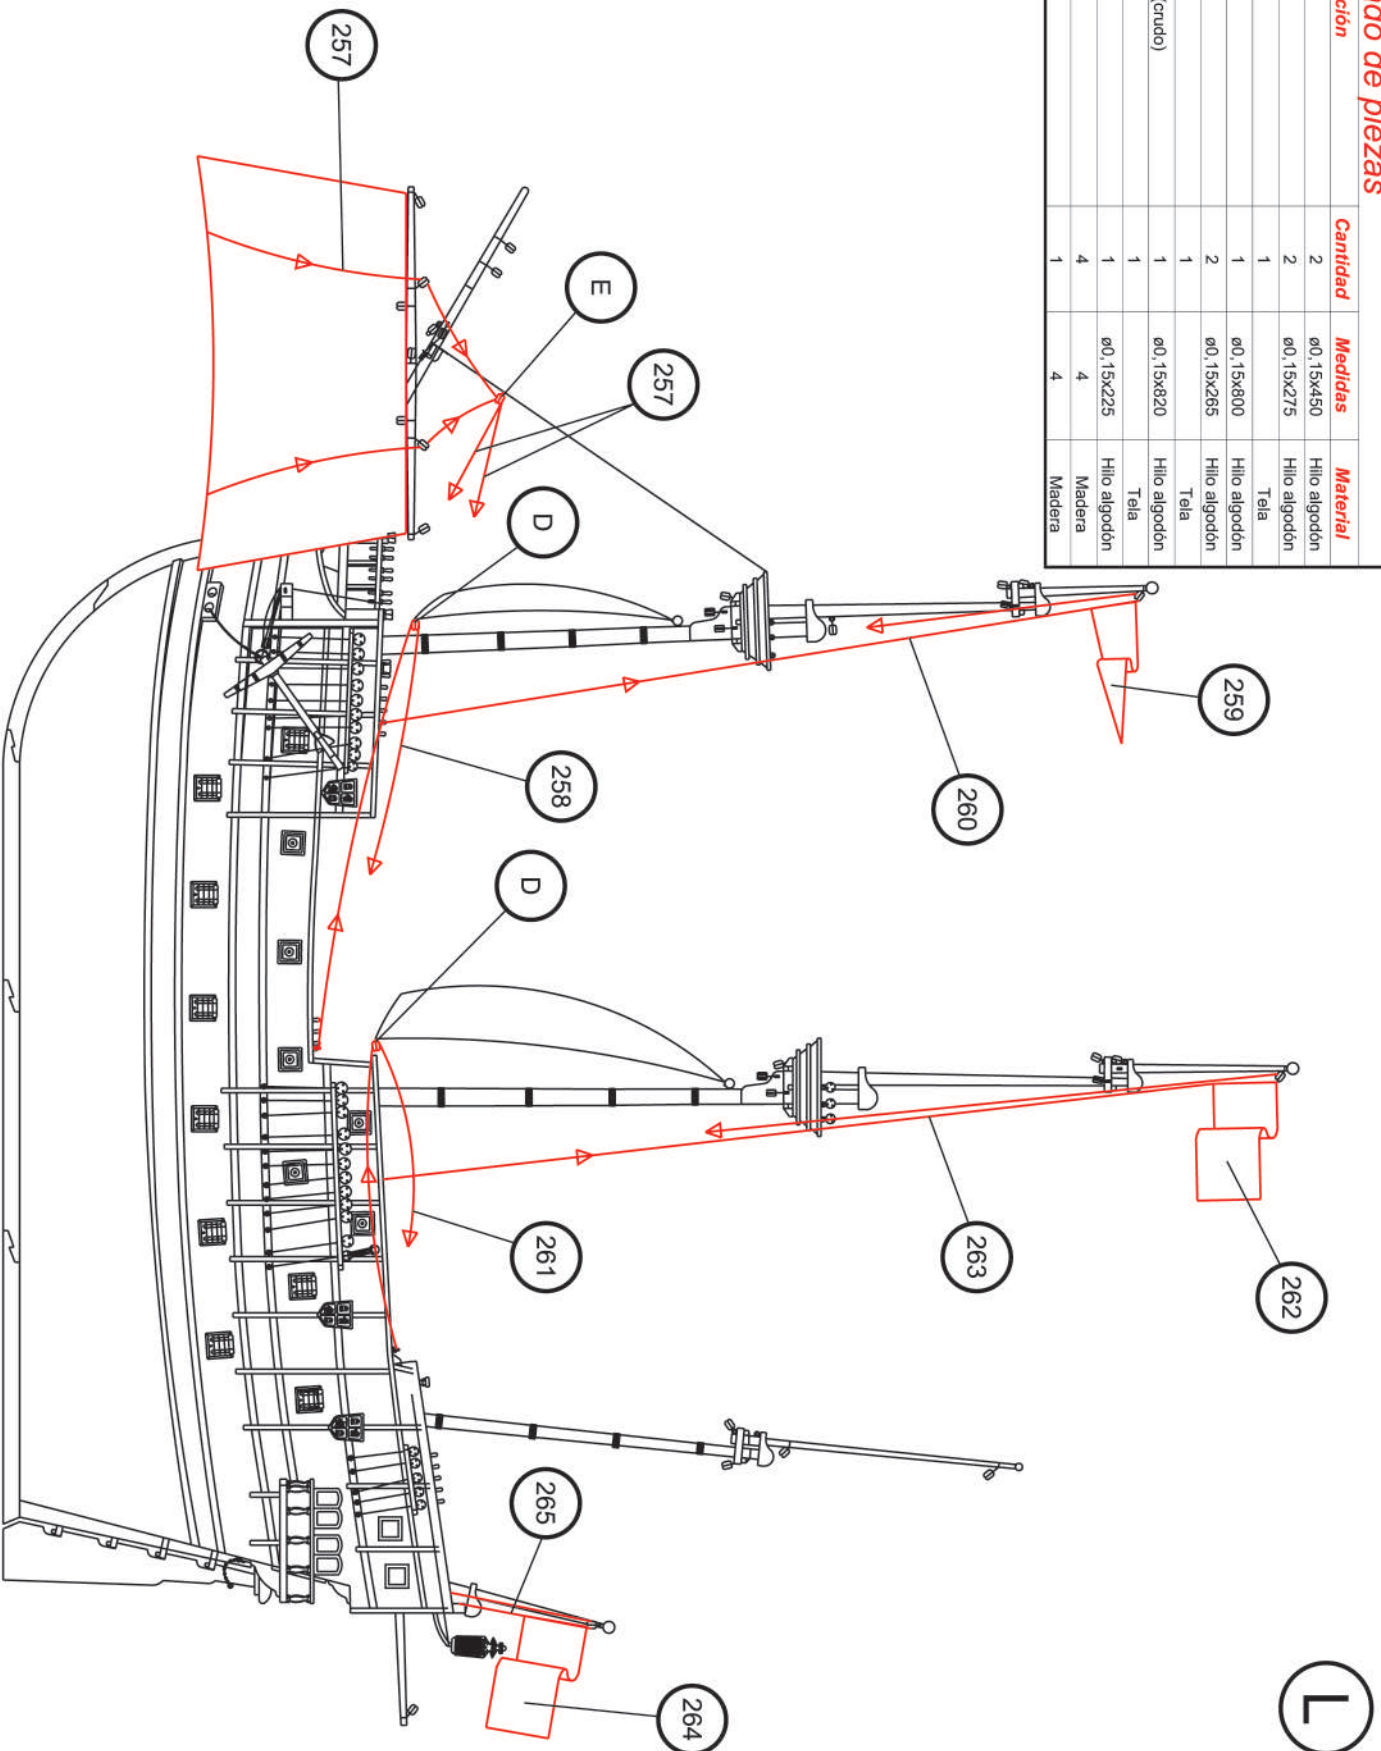 ado de piezas
ción Cantidad Medidas Material
2 ø0,15x450 Hilo algodón
2 ø0,15x275 Hilo algodón
1 Tela
1 ø0,15x800 Hilo algodón
2 ø0,15x265 Hilo algodón
1 Tela
(crudo) 1 ø0,15x820 Hilo algodón
1 Tela
1 ø0,15x225 Hilo algodón
4 4 Madera
1 4 Madera
257
E
257
D
259
258
260
D
261
263
262
265
264
L